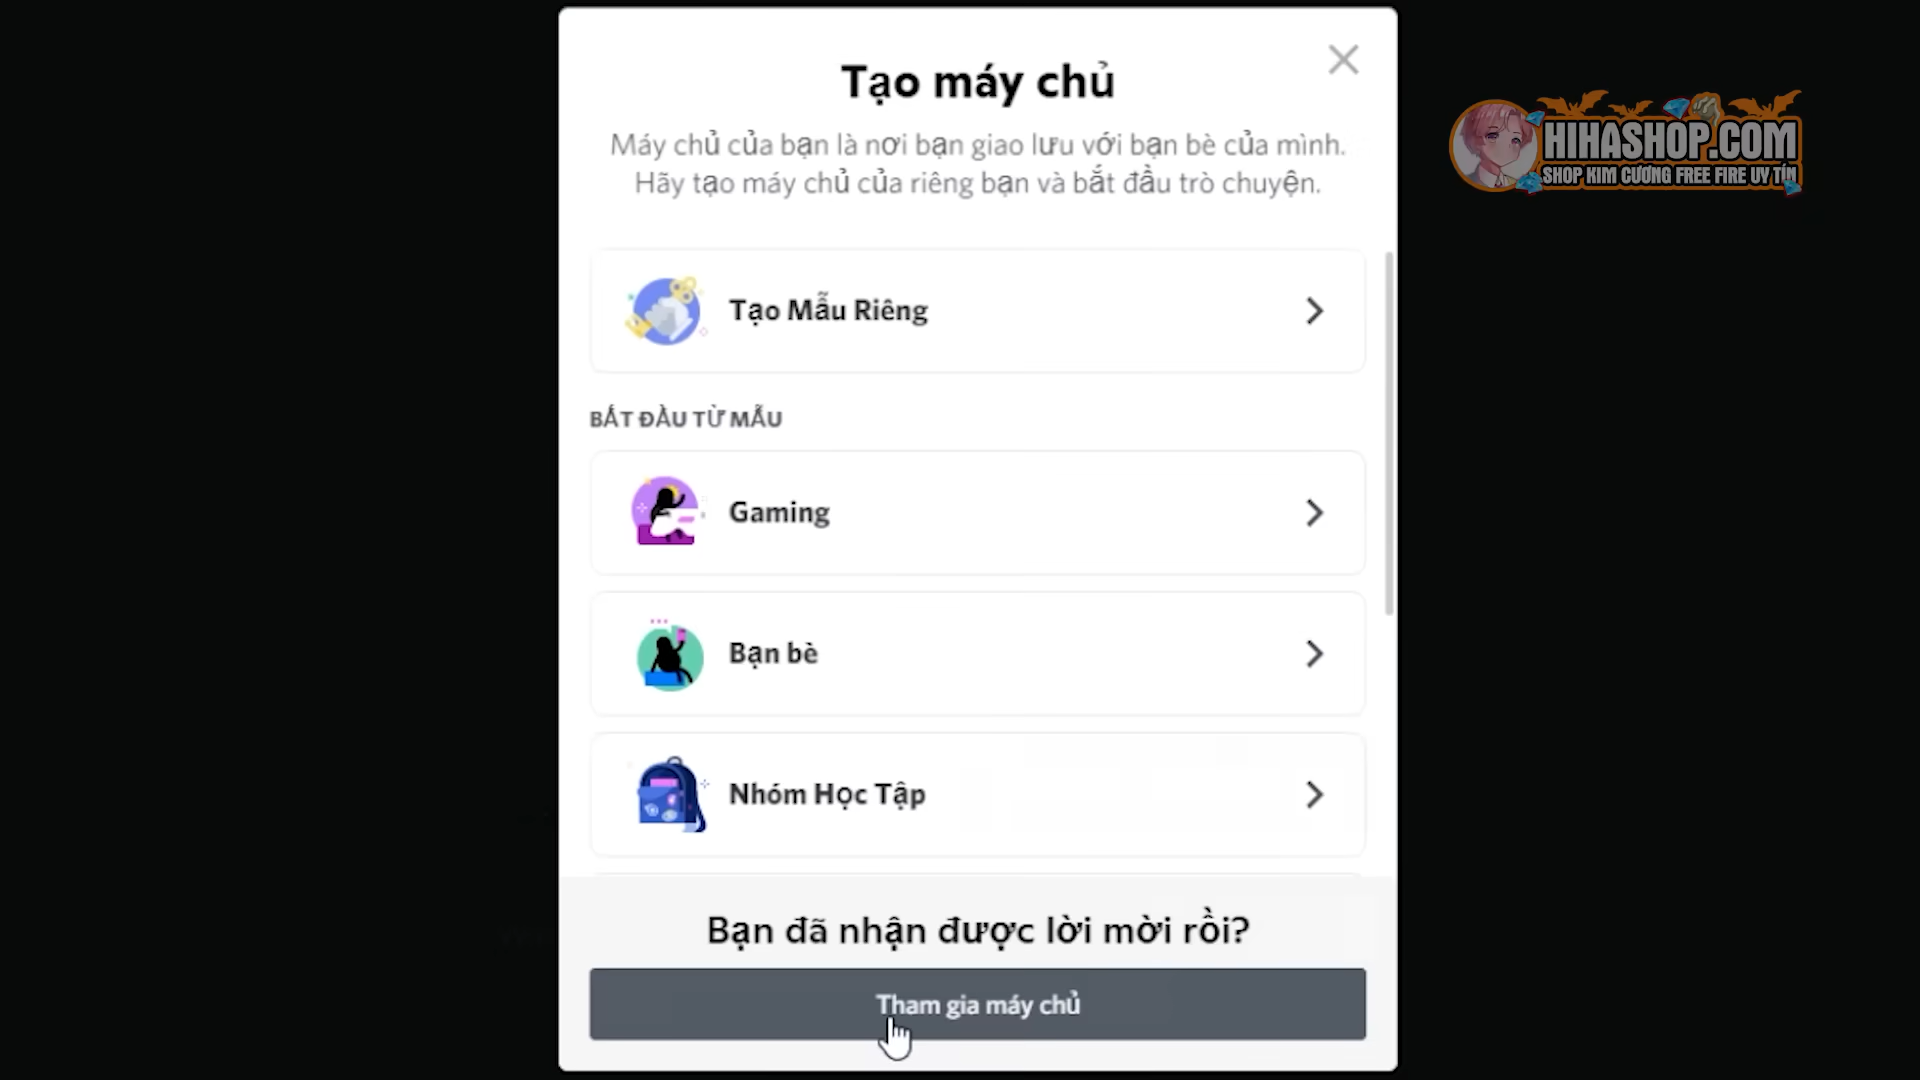 Tạo máy chủ
Máy chủ của bạn là nơi bạn giao lưu với bạn bè của mình.
Hãy tạo máy chủ của riêng bạn và bắt đầu trò chuyện.
HIHASHOP.COM
SHOP KIM CƯƠNG FREE FIRE UY TÍN
Tạo Mẫu Riêng
BẮT ĐẦU TỪ MẪU
Gaming
Bạn bè
Nhóm Học Tập
Bạn đã nhận được lời mời rồi?
Tham gia máy chủ